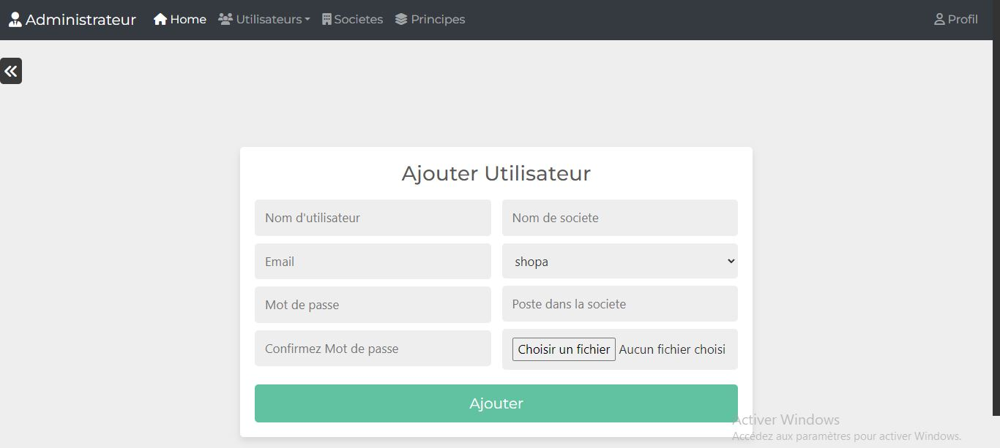 Administrateur Home Utilisateurs Societes Principes Profil
Ajouter Utilisateur
Nom d'utilisateur Nom de societe
Email shopa
Mot de passe Poste dans la societe
Confirmez Mot de passe Choisir un fichier Aucun fichier choisi
Ajouter
Activer Windows
Accédez aux paramètres pour activer Windows.